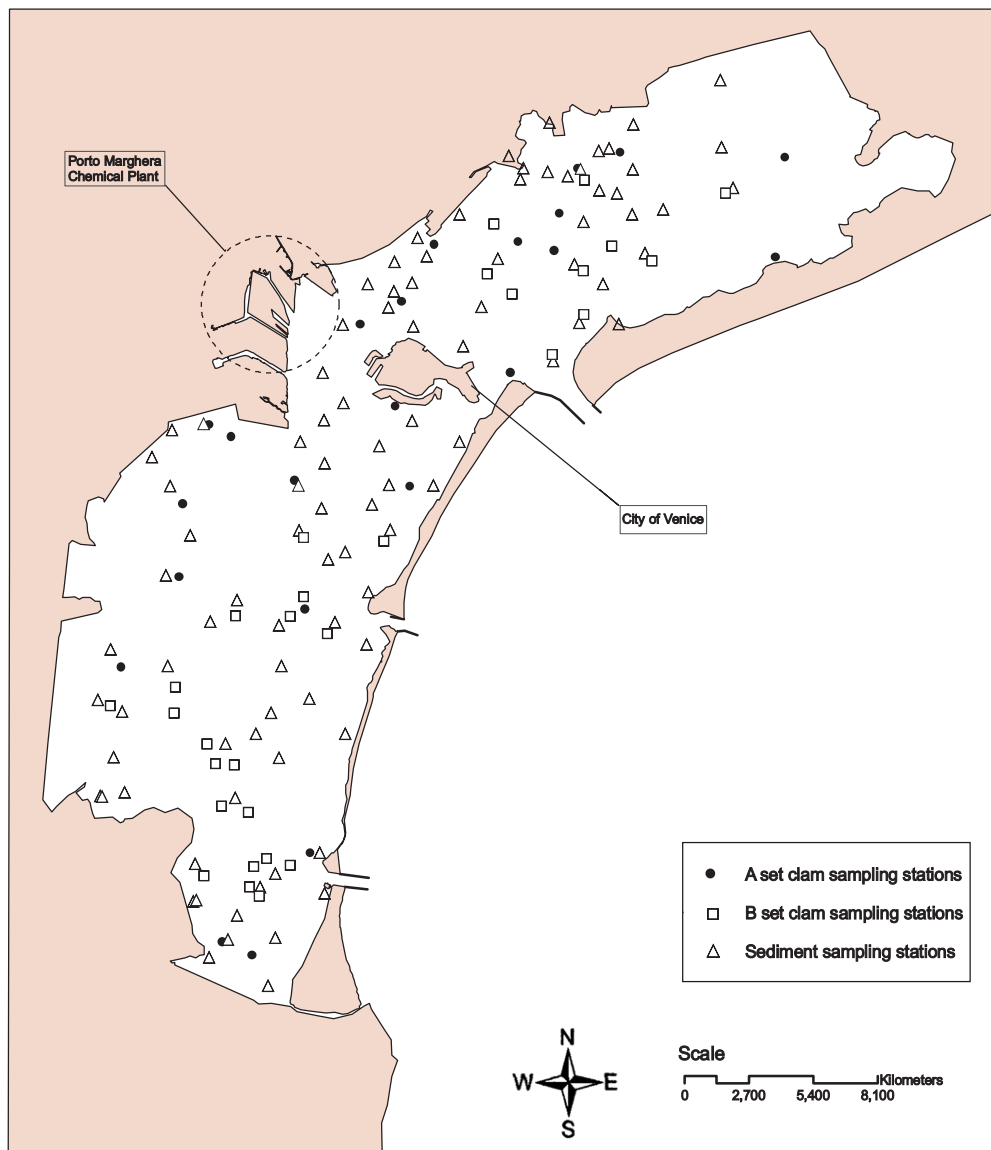 Porto Marghera
Chemical Plant
City of Venice
A set clam sampling stations
B set clam sampling stations
Sediment sampling stations
N
W E
S
Scale
Kilometers
0 2,700 5,400 8,100